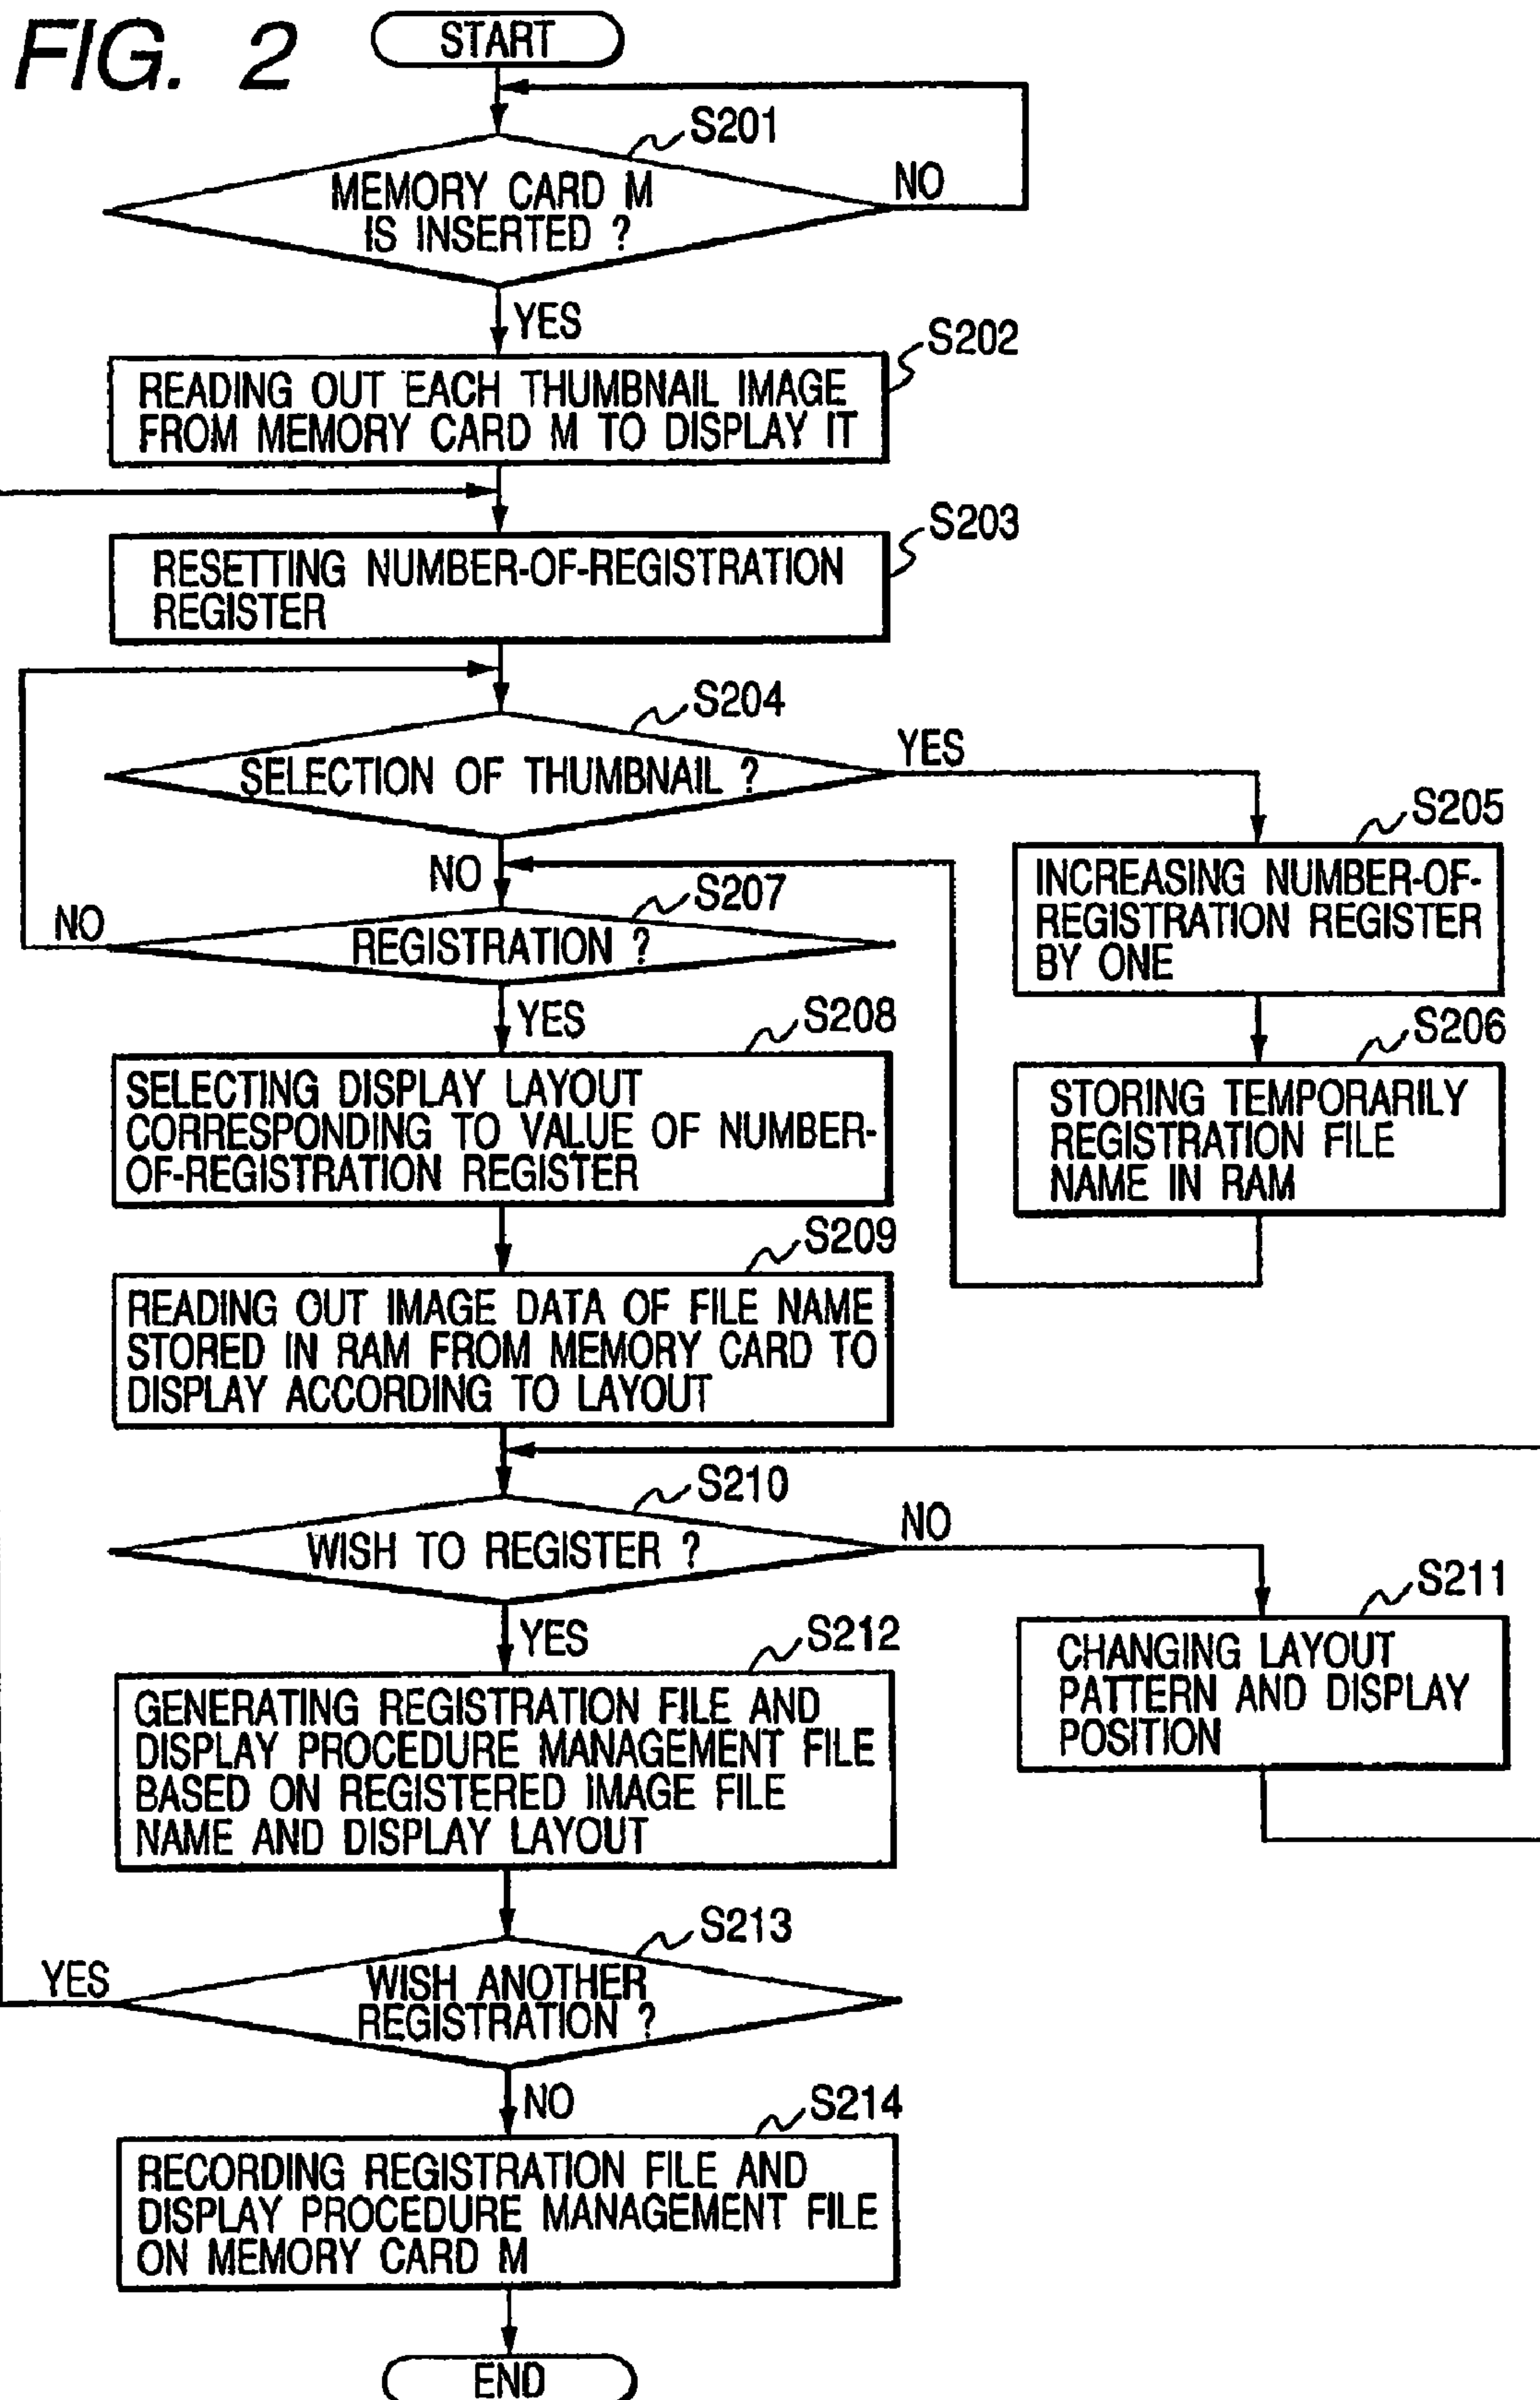 FIG. 2
START
S201
MEMORY CARD M
IS INSERTED ?
NO
YES
S202
READING OUT EACH THUMBNAIL IMAGE
FROM MEMORY CARD M TO DISPLAY IT
S203
RESETTING NUMBER-OF-REGISTRATION
REGISTER
S204
SELECTION OF THUMBNAIL ?
YES
NO
S205
INCREASING NUMBER-OF-
REGISTRATION REGISTER
BY ONE
S206
STORING TEMPORARILY
REGISTRATION FILE
NAME IN RAM
S207
REGISTRATION ?
NO
YES
S208
SELECTING DISPLAY LAYOUT
CORRESPONDING TO VALUE OF NUMBER-
OF-REGISTRATION REGISTER
S209
READING OUT IMAGE DATA OF FILE NAME
STORED IN RAM FROM MEMORY CARD TO
DISPLAY ACCORDING TO LAYOUT
S210
WISH TO REGISTER ?
NO
YES
S211
CHANGING LAYOUT
PATTERN AND DISPLAY
POSITION
S212
GENERATING REGISTRATION FILE AND
DISPLAY PROCEDURE MANAGEMENT FILE
BASED ON REGISTERED IMAGE FILE
NAME AND DISPLAY LAYOUT
S213
WISH ANOTHER
REGISTRATION ?
YES
NO
S214
RECORDING REGISTRATION FILE AND
DISPLAY PROCEDURE MANAGEMENT FILE
ON MEMORY CARD M
END